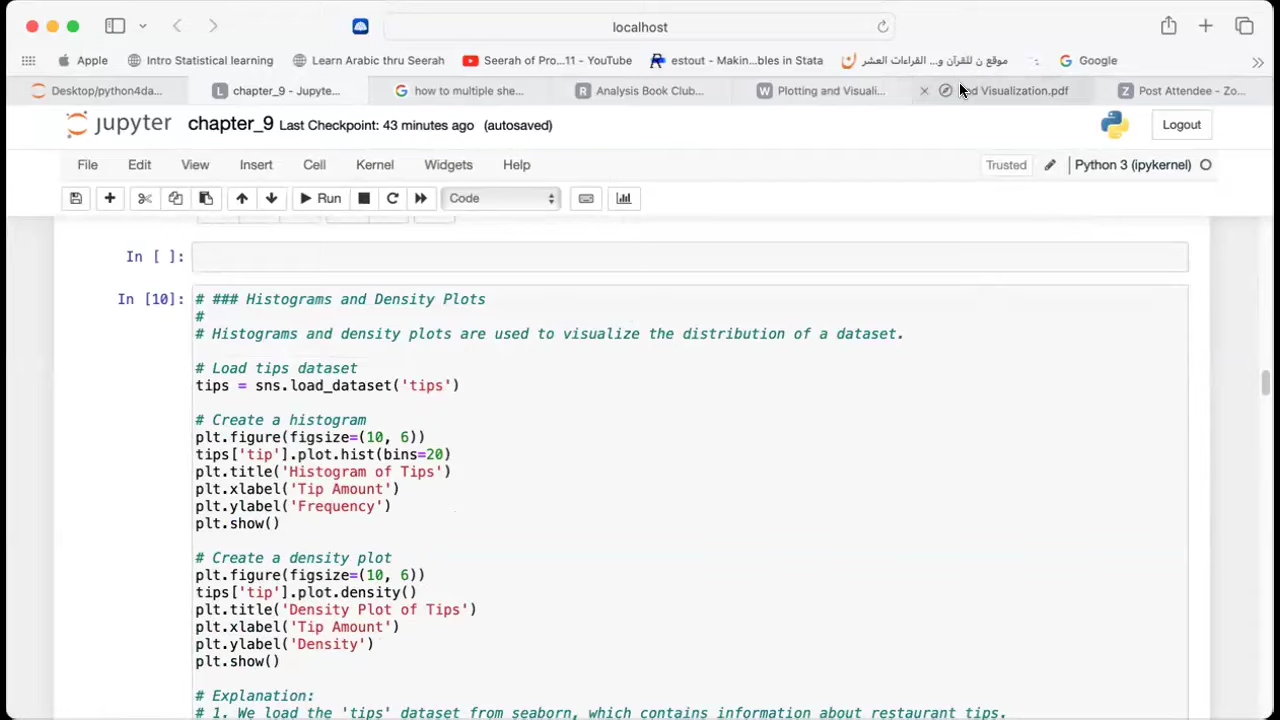 localhost
Apple
Intro Statistical learning
Learn Arabic thru Seerah
Seerah of Pro...11 - YouTube
estout - Makin...bles in Stata
موقع ن للقرآن و... القراءات العشر
Google
Desktop/python4da...
chapter_9 - Jupyte...
how to multiple she...
Analysis Book Club...
Plotting and Visuali...
d Visualization.pdf
Post Attendee - Zo...
jupyter chapter_9 Last Checkpoint: 43 minutes ago (autosaved)
Logout
File Edit View Insert Cell Kernel Widgets Help
Trusted
Python 3 (ipykernel)
Run
Code
In [ ]:
In [10]:
# ### Histograms and Density Plots
#
# Histograms and density plots are used to visualize the distribution of a dataset.
# Load tips dataset
tips = sns.load_dataset('tips')
# Create a histogram
plt.figure(figsize=(10, 6))
tips['tip'].plot.hist(bins=20)
plt.title('Histogram of Tips')
plt.xlabel('Tip Amount')
plt.ylabel('Frequency')
plt.show()
# Create a density plot
plt.figure(figsize=(10, 6))
tips['tip'].plot.density()
plt.title('Density Plot of Tips')
plt.xlabel('Tip Amount')
plt.ylabel('Density')
plt.show()
# Explanation:
# 1. We load the 'tips' dataset from seaborn, which contains information about restaurant tips.